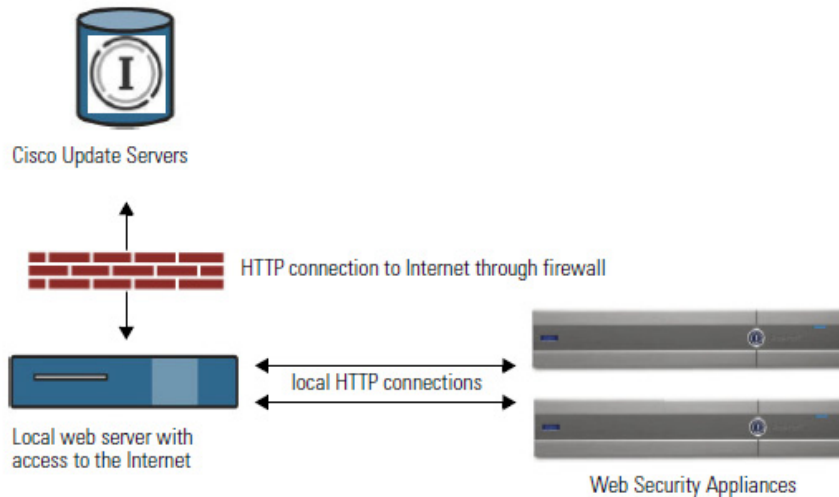 I
Cisco Update Servers
HTTP connection to Internet through firewall
local HTTP connections
Local web server with
access to the Internet
Web Security Appliances